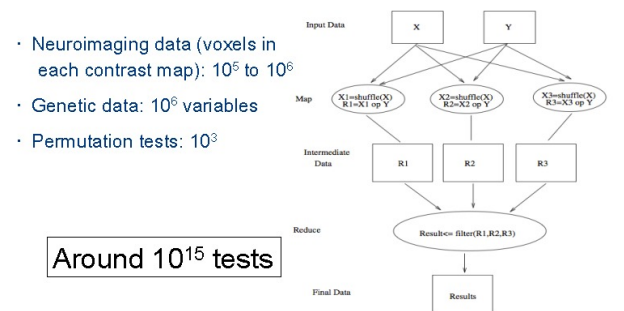 · Neuroimaging data (voxels in
each contrast map): 10⁵ to 10⁶
· Genetic data: 10⁶ variables
· Permutation tests: 10³
Around 10¹⁵ tests
Input Data
X
Y
Map
X1=shuffle(X)
R1=X1 op Y
X2=shuffle(X)
R2=X2 op Y
X3=shuffle(X)
R3=X3 op Y
Intermediate
Data
R1
R2
R3
Reduce
Result<= filter(R1,R2,R3)
Final Data
Results